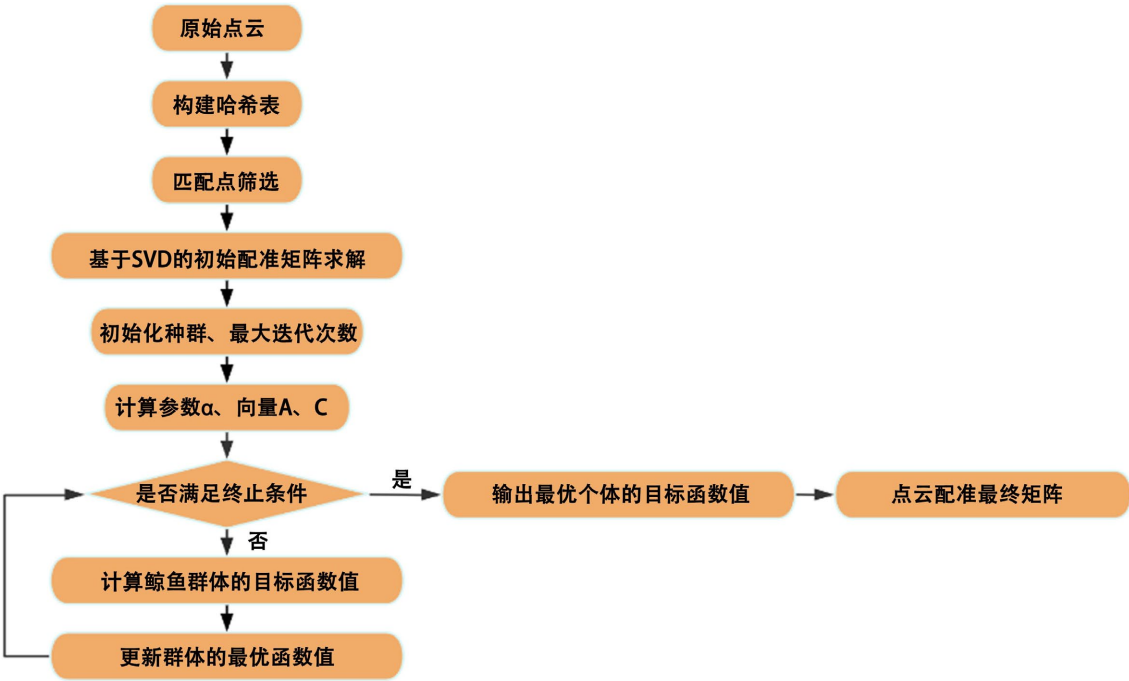 原始点云
构建哈希表
匹配点筛选
基于SVD的初始配准矩阵求解
初始化种群、最大迭代次数
计算参数α、向量A、C
是否满足终止条件
是
输出最优个体的目标函数值
点云配准最终矩阵
否
计算鲸鱼群体的目标函数值
更新群体的最优函数值